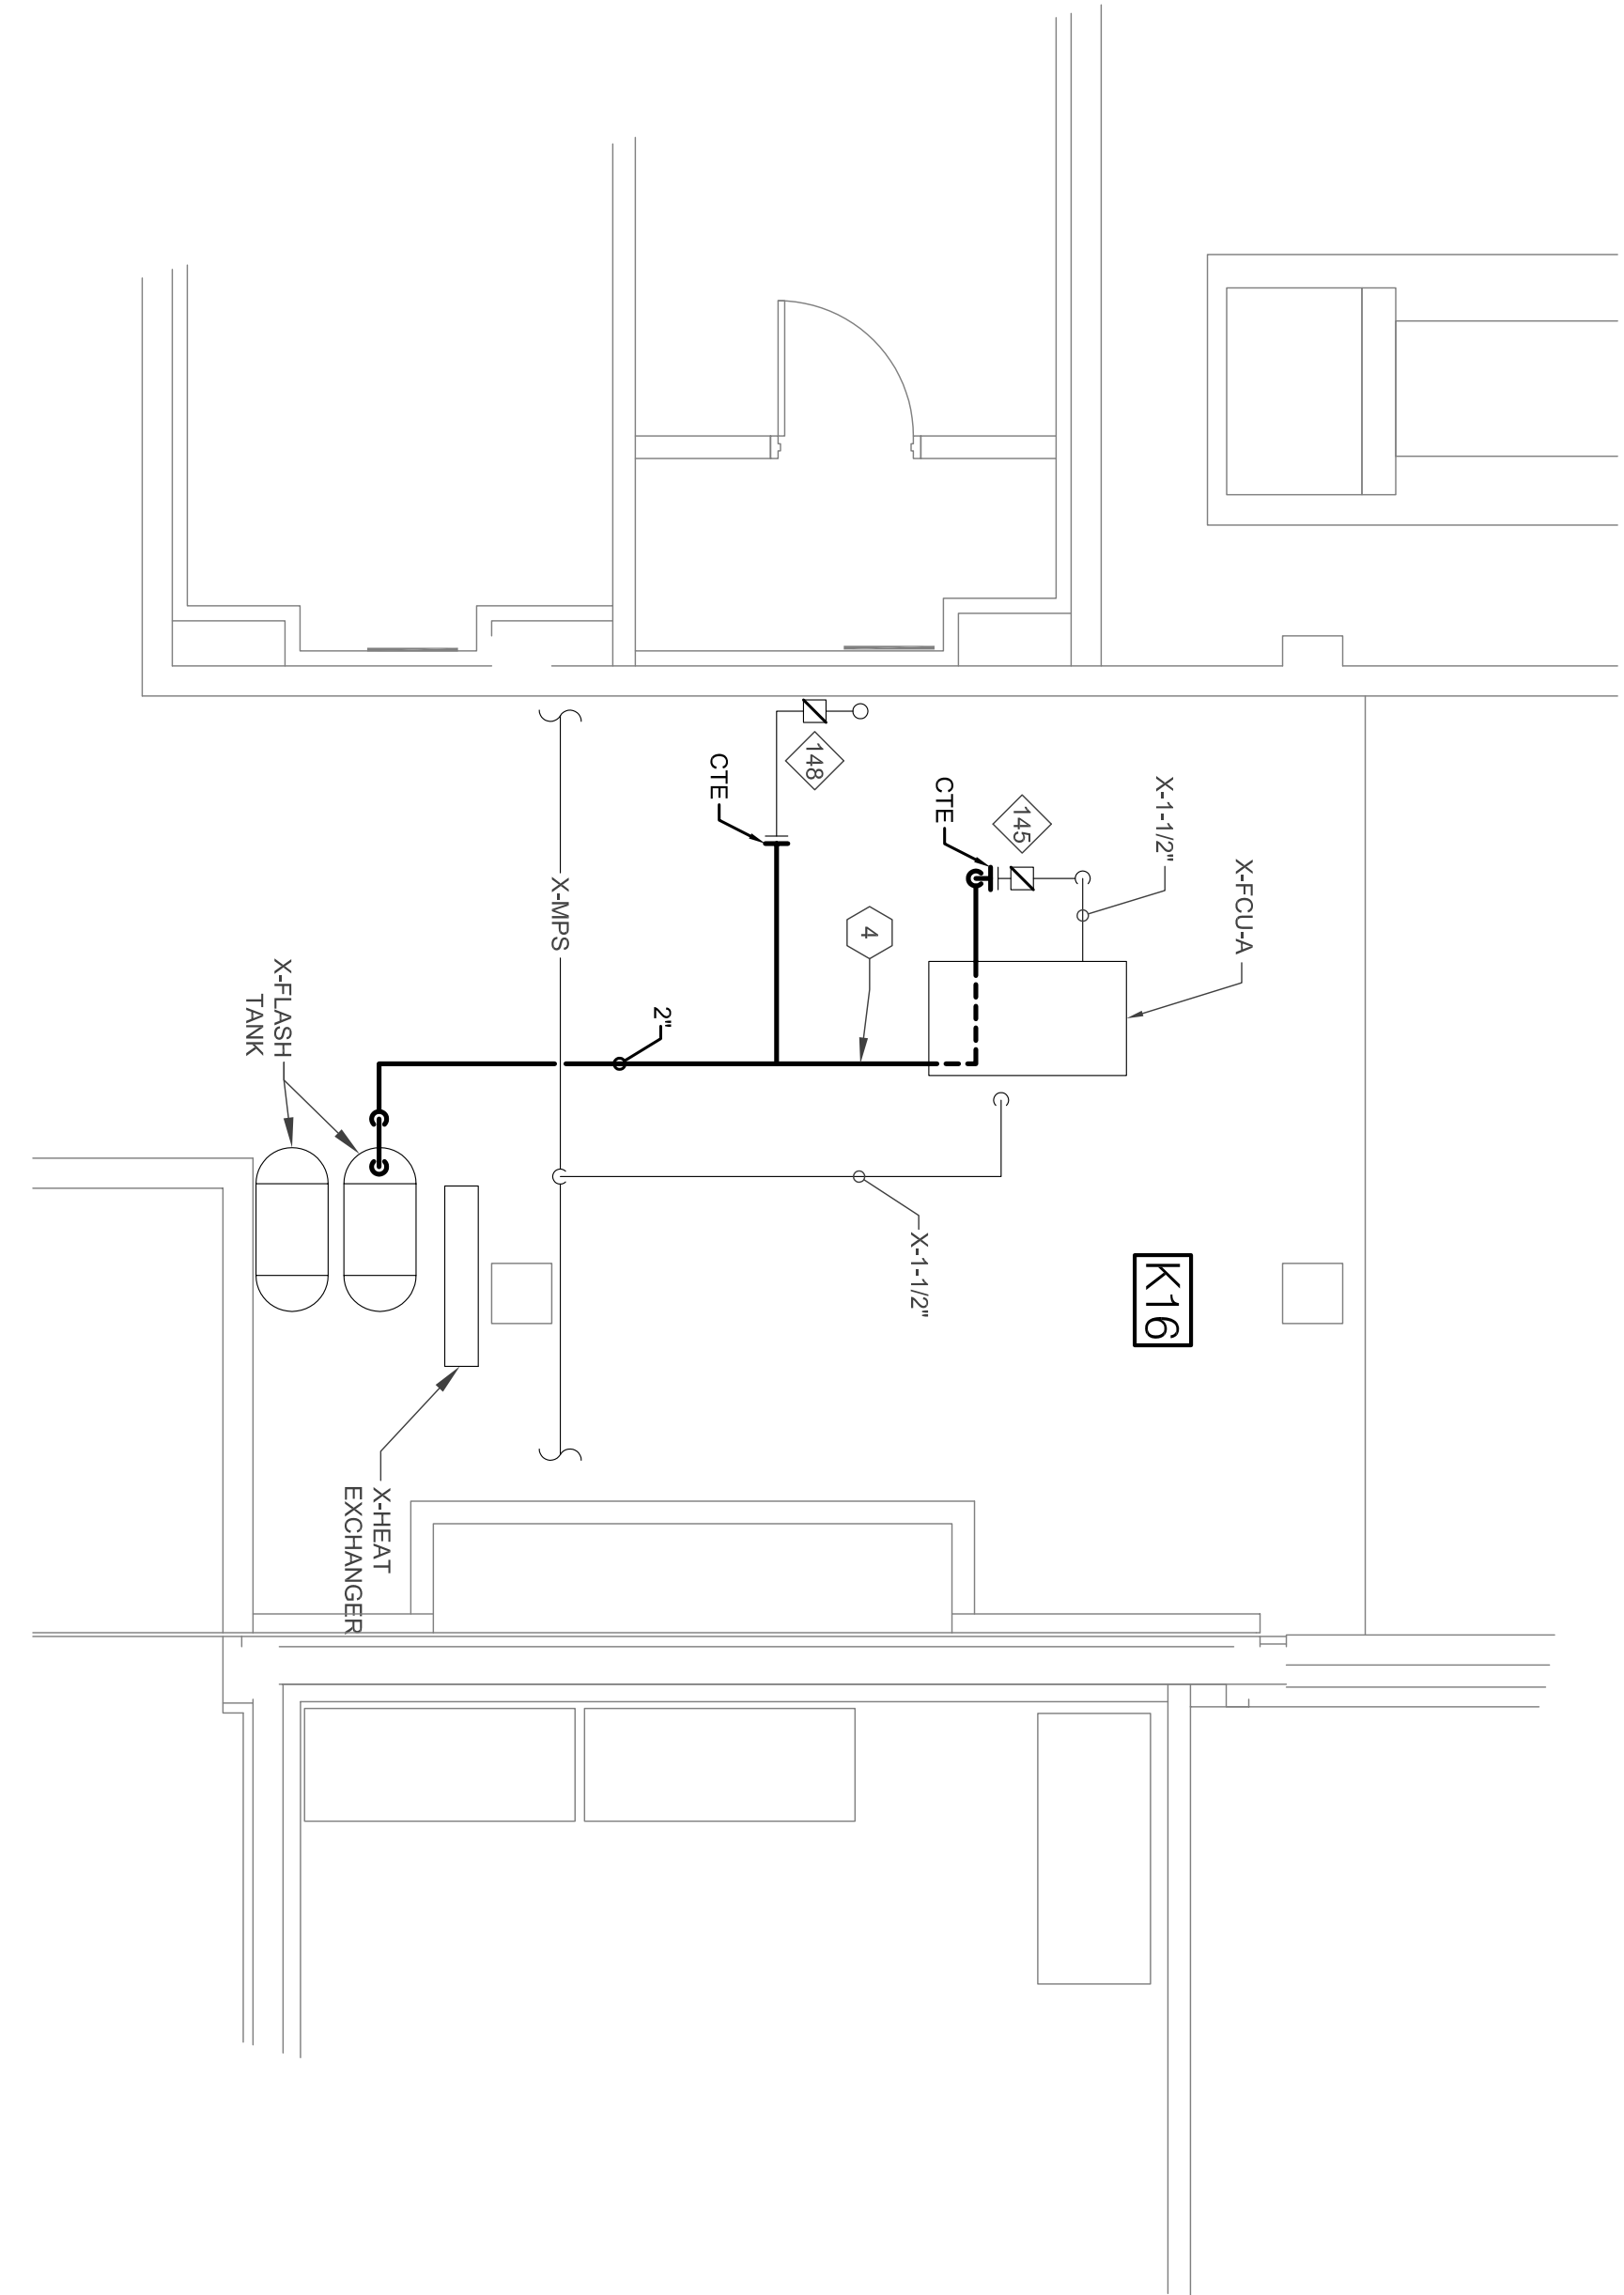 X-FCU-A
X-1-1/2"
145
CTE
148
CTE
4
X-MPS
2"
X-FLASH
TANK
X-1-1/2"
K16
X-HEAT
EXCHANGER